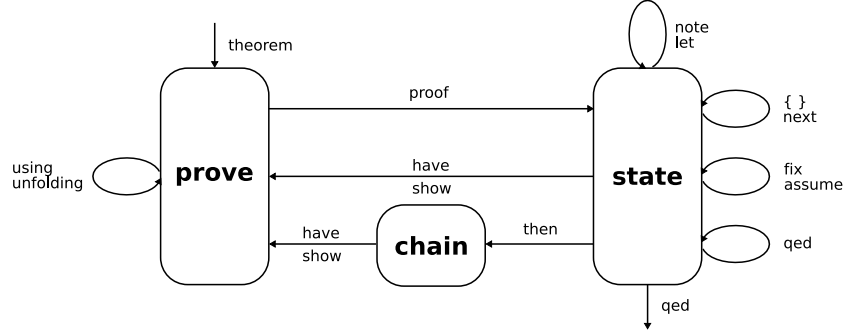 note
let
theorem
proof
{ }
next
using
unfolding
prove
have
show
state
fix
assume
have
show
chain
then
qed
qed